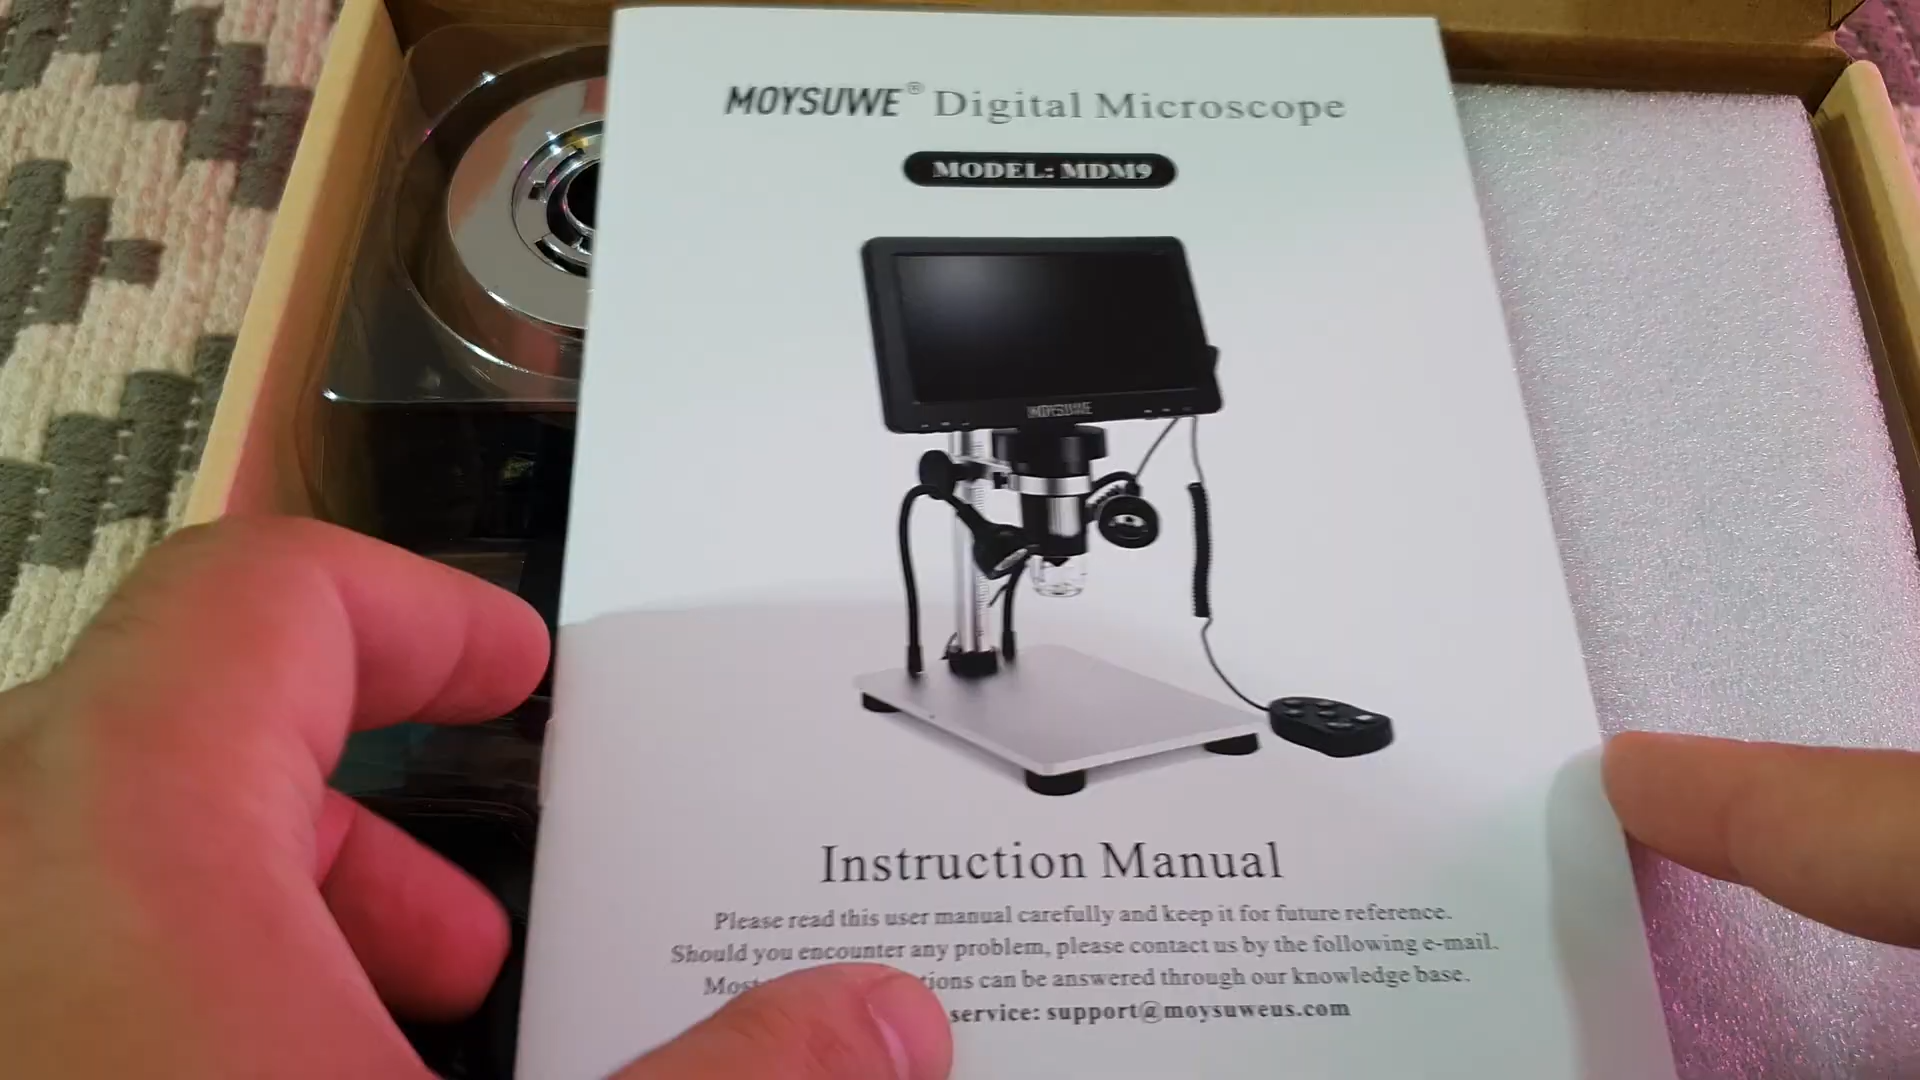 MOYSUWE® Digital Microscope
MODEL: MDM9
MOYSUWE
Instruction Manual
Please read this user manual carefully and keep it for future reference.
Should you encounter any problem, please contact us by the following e-mail.
can be answered through our knowledge base.
service: support@moysuweus.com